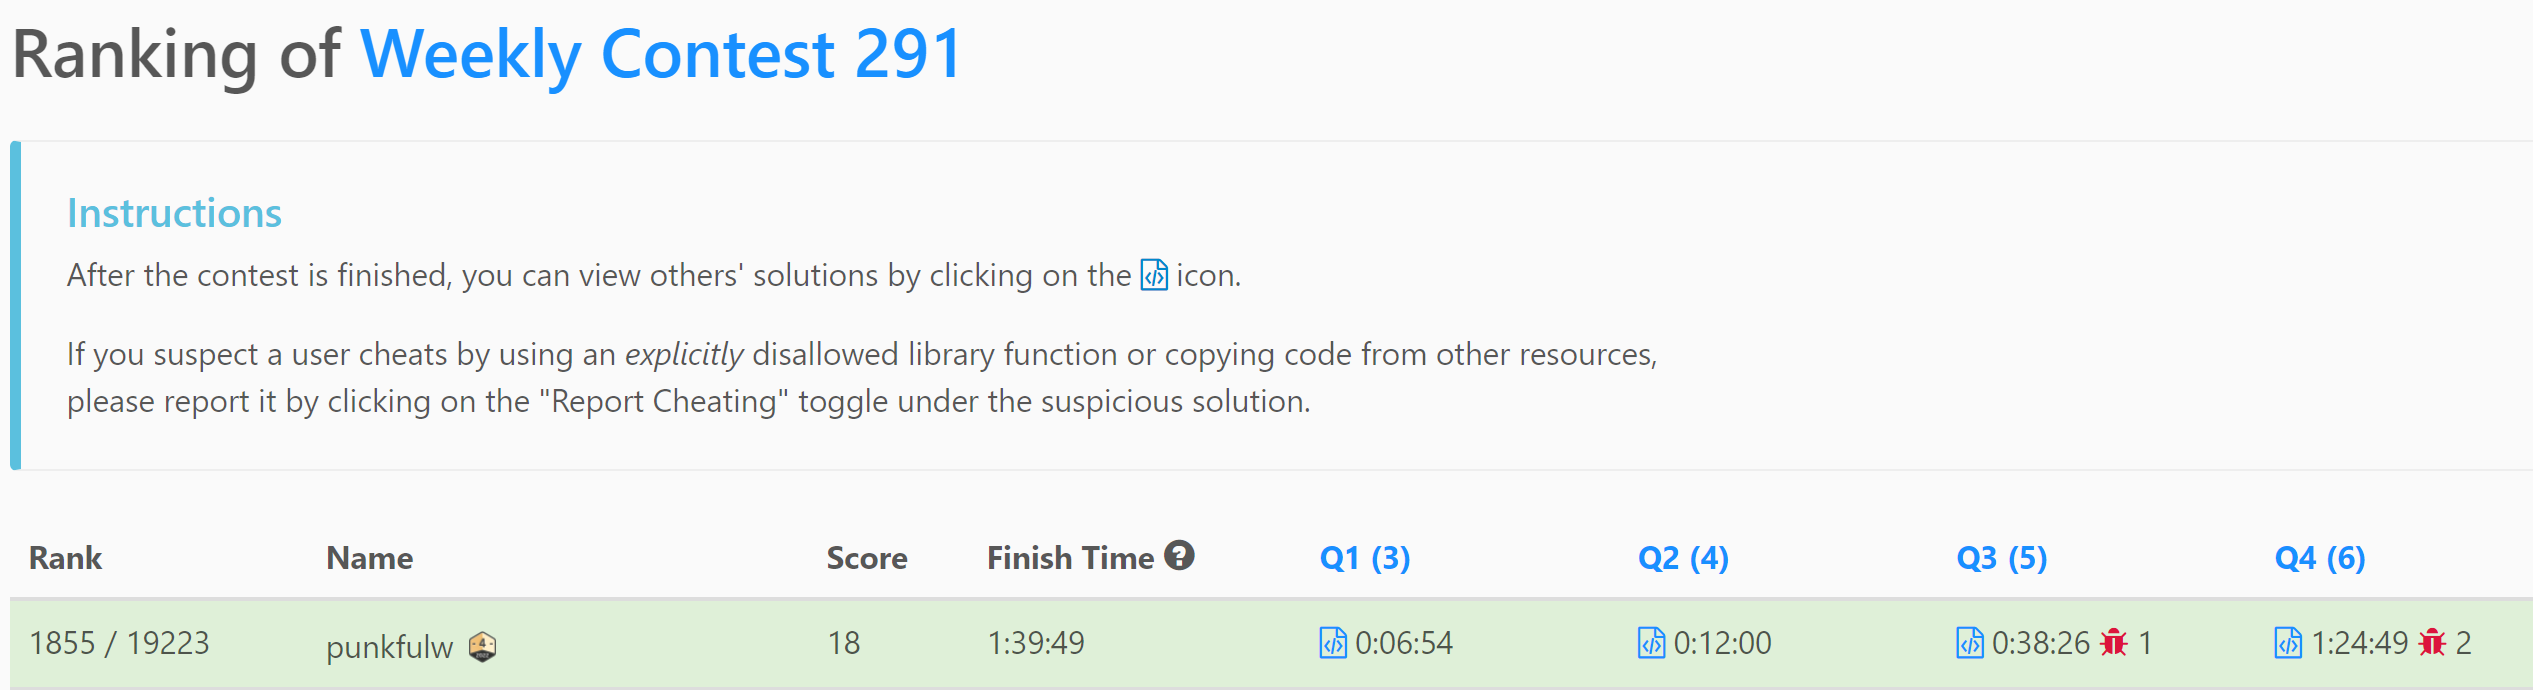 Ranking of Weekly Contest 291
Instructions
After the contest is finished, you can view others' solutions by clicking on the </> icon.
If you suspect a user cheats by using an explicitly disallowed library function or copying code from other resources,
please report it by clicking on the "Report Cheating" toggle under the suspicious solution.
Rank Name Score Finish Time ? Q1 (3) Q2 (4) Q3 (5) Q4 (6)
1855 / 19223 punkfulw 4 2022 18 1:39:49 </> 0:06:54 </> 0:12:00 </> 0:38:26 1 </> 1:24:49 2